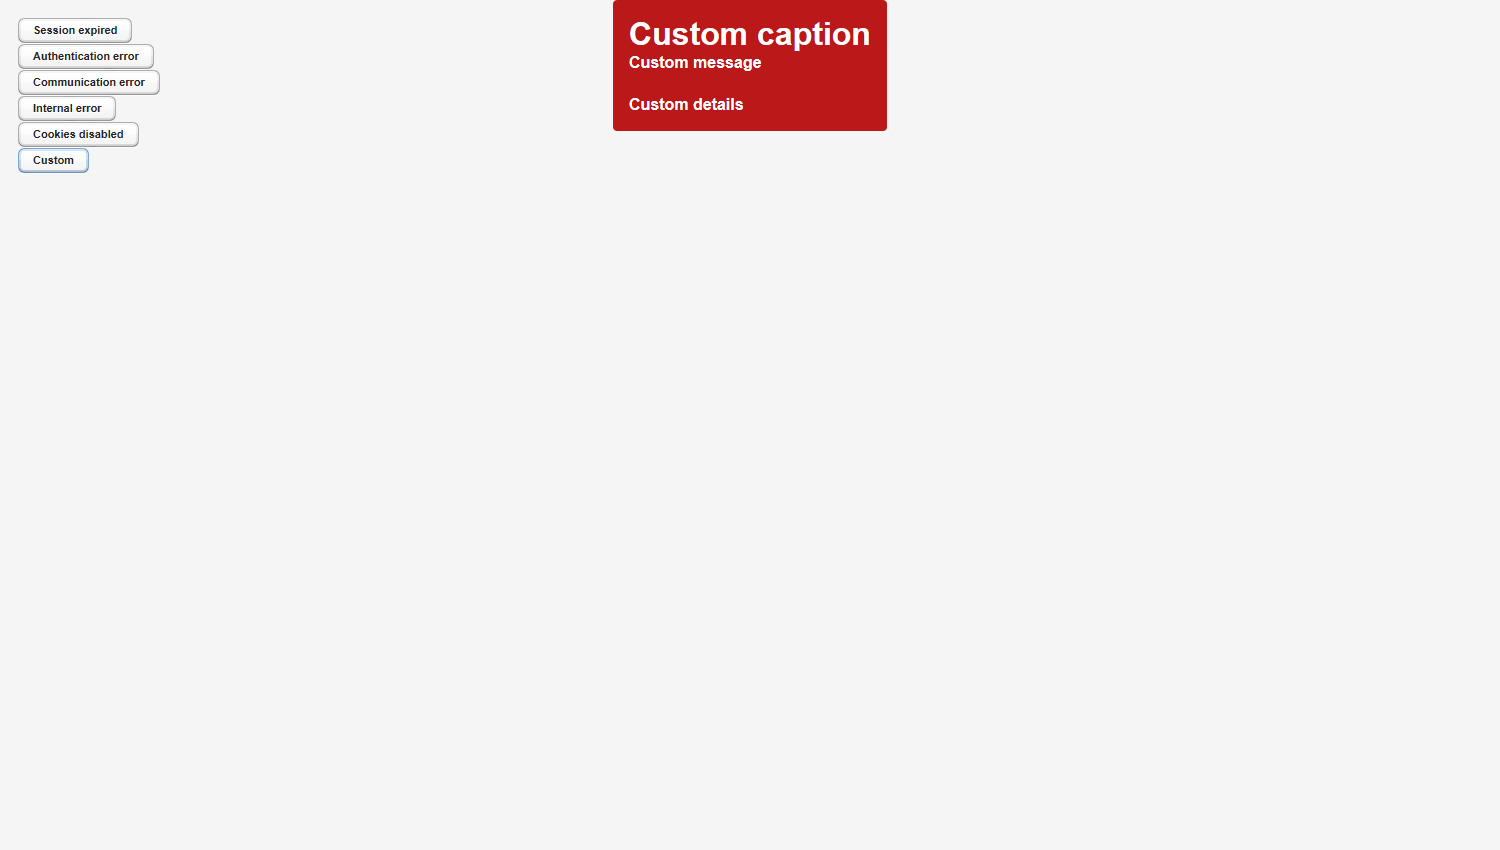 Session expired
Authentication error
Communication error
Internal error
Cookies disabled
Custom
Custom caption
Custom message
Custom details